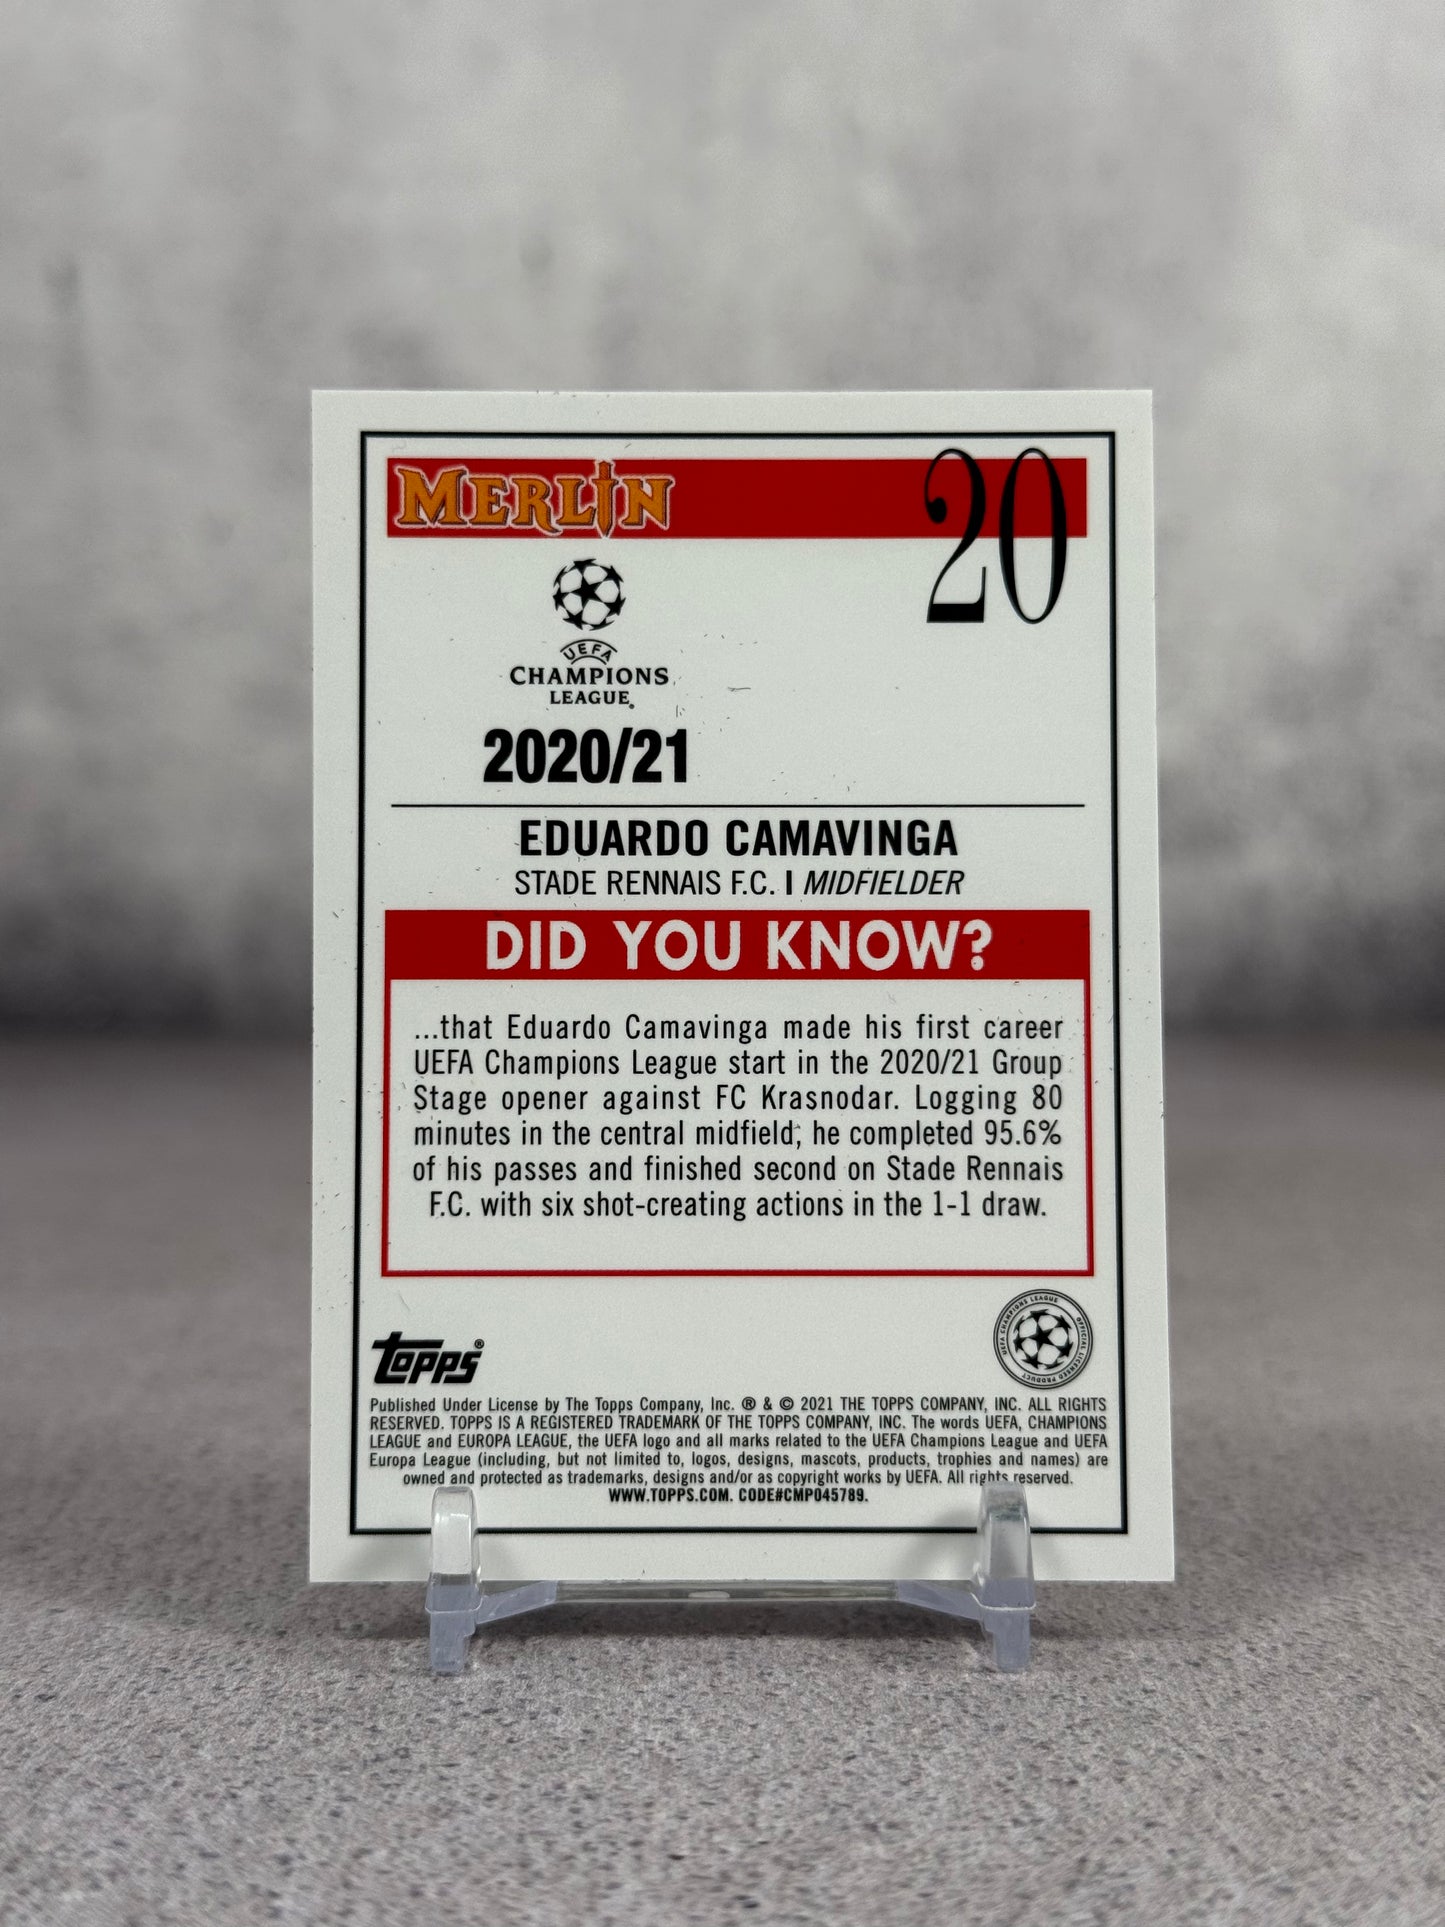 MERLIN
20
UEFA
CHAMPIONS
LEAGUE®
2020/21
EDUARDO CAMAVINGA
STADE RENNAIS F.C. | MIDFIELDER
DID YOU KNOW?
...that Eduardo Camavinga made his first career
UEFA Champions League start in the 2020/21 Group
Stage opener against FC Krasnodar. Logging 80
minutes in the central midfield, he completed 95.6%
of his passes and finished second on Stade Rennais
F.C. with six shot-creating actions in the 1-1 draw.
topps®
UEFA CHAMPIONS LEAGUE OFFICIAL LICENSED PRODUCT
Published Under License by The Topps Company, Inc. ® & © 2021 THE TOPPS COMPANY, INC. ALL RIGHTS
RESERVED. TOPPS IS A REGISTERED TRADEMARK OF THE TOPPS COMPANY, INC. The words UEFA, CHAMPIONS
LEAGUE and EUROPA LEAGUE, the UEFA logo and all marks related to the UEFA Champions League and UEFA
Europa League (including, but not limited to, logos, designs, mascots, products, trophies and names) are
owned and protected as trademarks, designs and/or as copyright works by UEFA. All rights reserved.
WWW.TOPPS.COM. CODE#CMP045789.